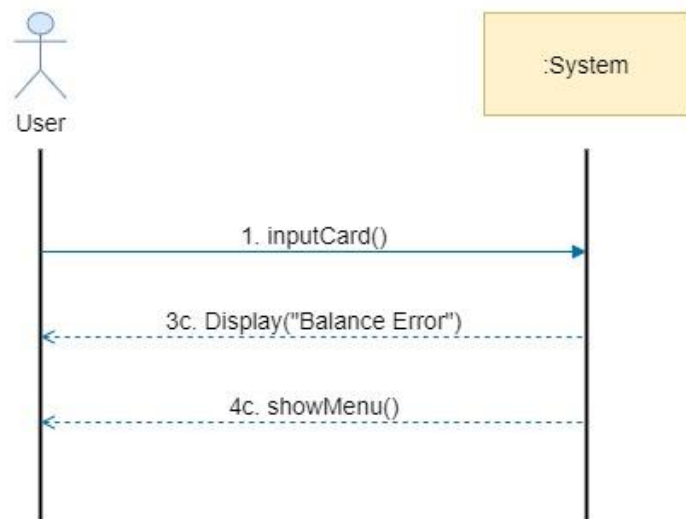 :System
User
1. inputCard()
3c. Display("Balance Error")
4c. showMenu()